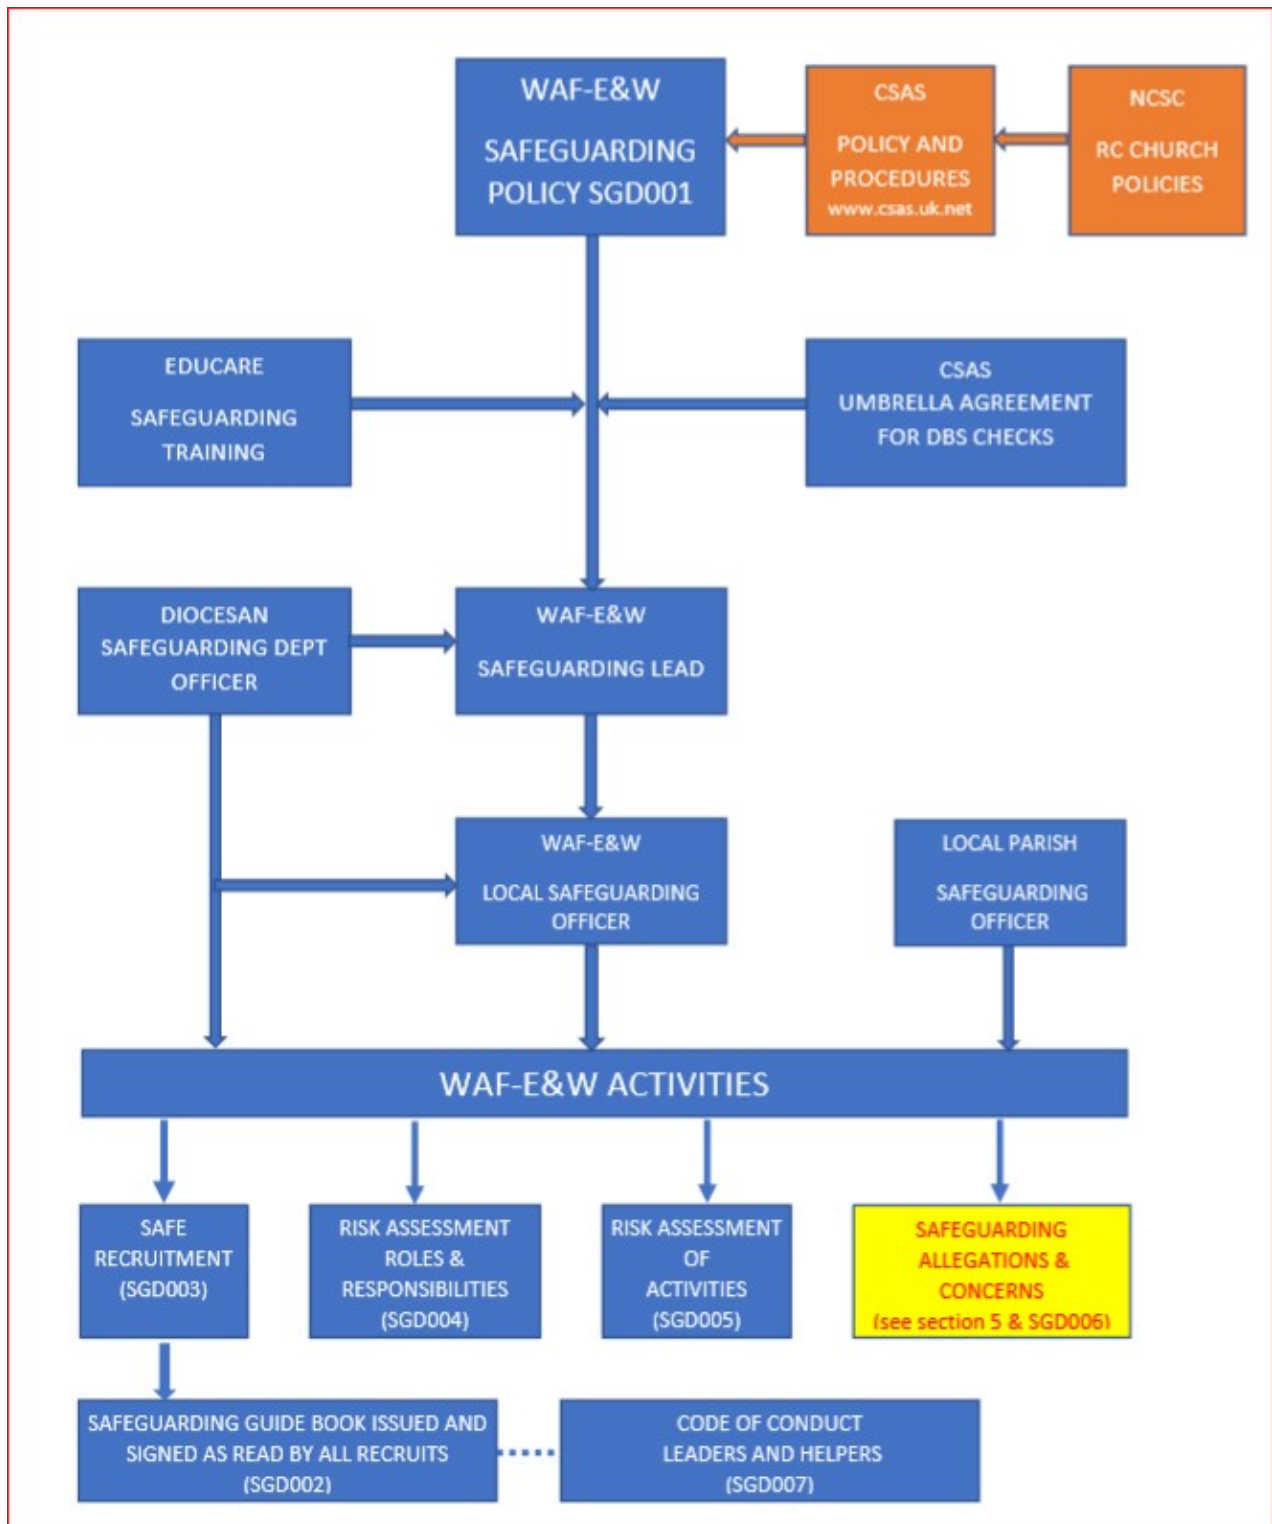 WAF-E&W
SAFEGUARDING
POLICY SGD001
CSAS
POLICY AND
PROCEDURES
www.csas.uk.net
NCSC
RC CHURCH
POLICIES
EDUCARE
SAFEGUARDING
TRAINING
CSAS
UMBRELLA AGREEMENT
FOR DBS CHECKS
DIOCESAN
SAFEGUARDING DEPT
OFFICER
WAF-E&W
SAFEGUARDING LEAD
WAF-E&W
LOCAL SAFEGUARDING
OFFICER
LOCAL PARISH
SAFEGUARDING
OFFICER
WAF-E&W ACTIVITIES
SAFE
RECRUITMENT
(SGD003)
RISK ASSESSMENT
ROLES &
RESPONSIBILITIES
(SGD004)
RISK ASSESSMENT
OF
ACTIVITIES
(SGD005)
SAFEGUARDING
ALLEGATIONS &
CONCERNS
(see section 5 & SGD006)
SAFEGUARDING GUIDE BOOK ISSUED AND
SIGNED AS READ BY ALL RECRUITS
(SGD002)
CODE OF CONDUCT
LEADERS AND HELPERS
(SGD007)